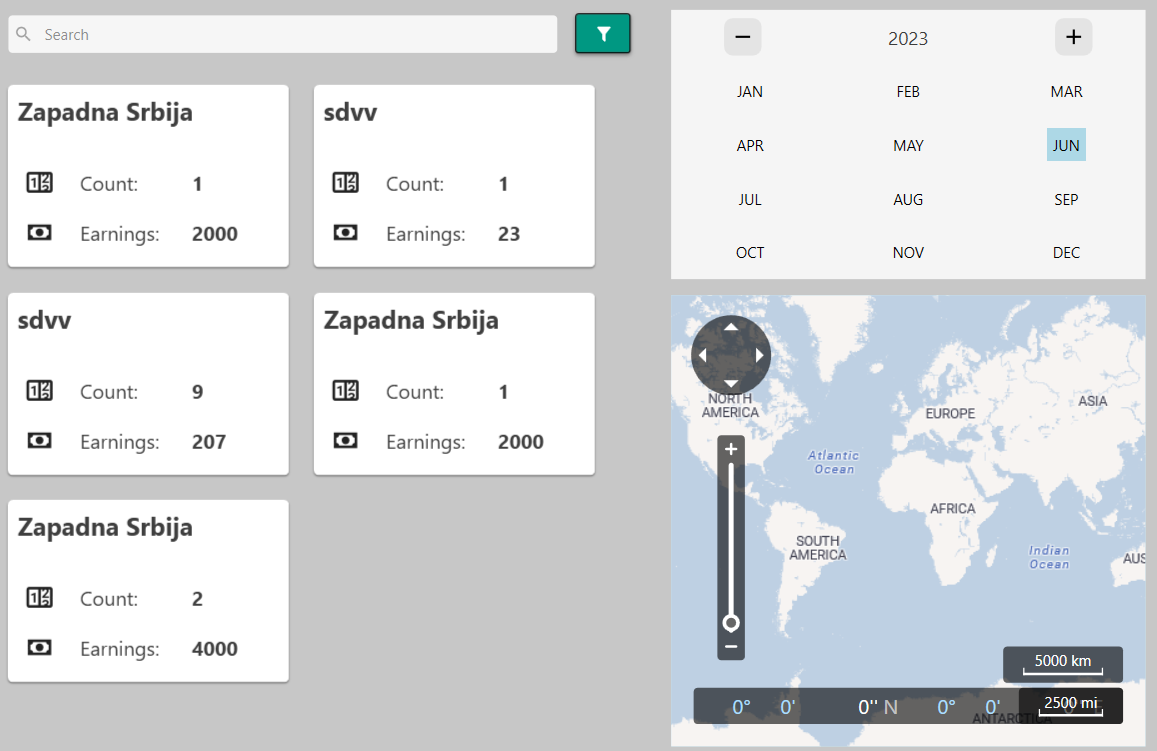 Search
Zapadna Srbija
Count: 1
Earnings: 2000
sdvv
Count: 1
Earnings: 23
sdvv
Count: 9
Earnings: 207
Zapadna Srbija
Count: 1
Earnings: 2000
Zapadna Srbija
Count: 2
Earnings: 4000
− 2023 +
JAN FEB MAR
APR MAY JUN
JUL AUG SEP
OCT NOV DEC
NORTH
AMERICA
EUROPE
ASIA
Atlantic
Ocean
AFRICA
SOUTH
AMERICA
Indian
Ocean
AUS
+
−
5000 km
2500 mi
0° 0' 0'' N 0° 0'
ANTARCTICA